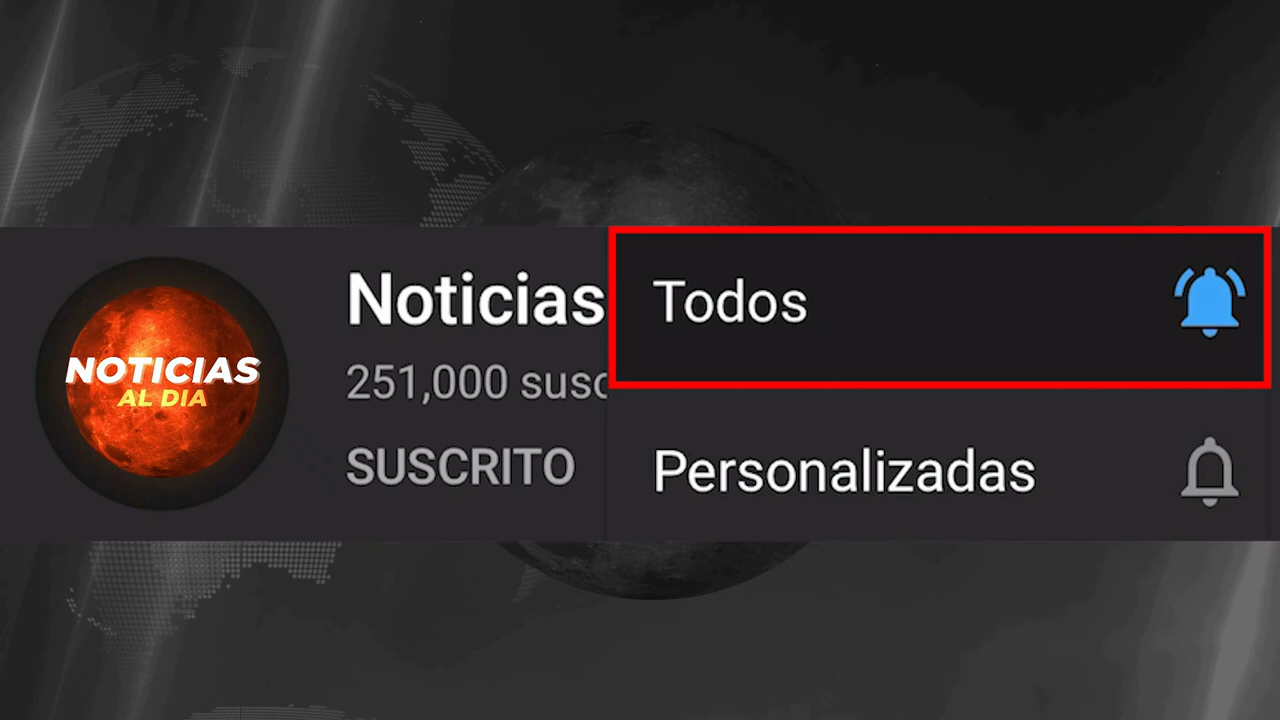 NOTICIAS
AL DIA
Noticias
251,000 susc
SUSCRITO
Todos
Personalizadas